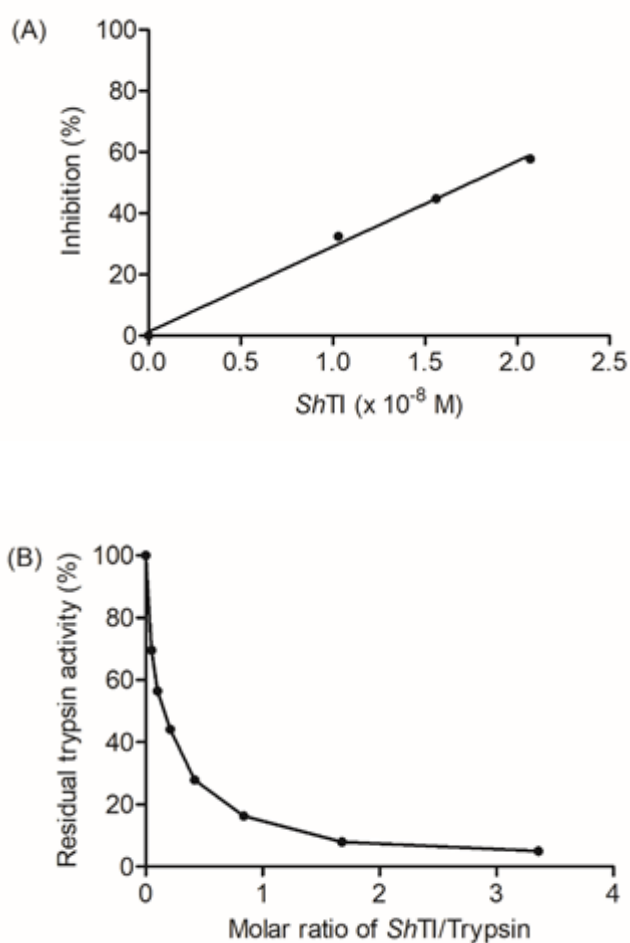 (A)
Inhibition (%)
100
80
60
40
20
0
0.0 0.5 1.0 1.5 2.0 2.5
ShTI (x 10⁻⁸ M)
(B)
Residual trypsin activity (%)
100
80
60
40
20
0
0 1 2 3 4
Molar ratio of ShTI/Trypsin